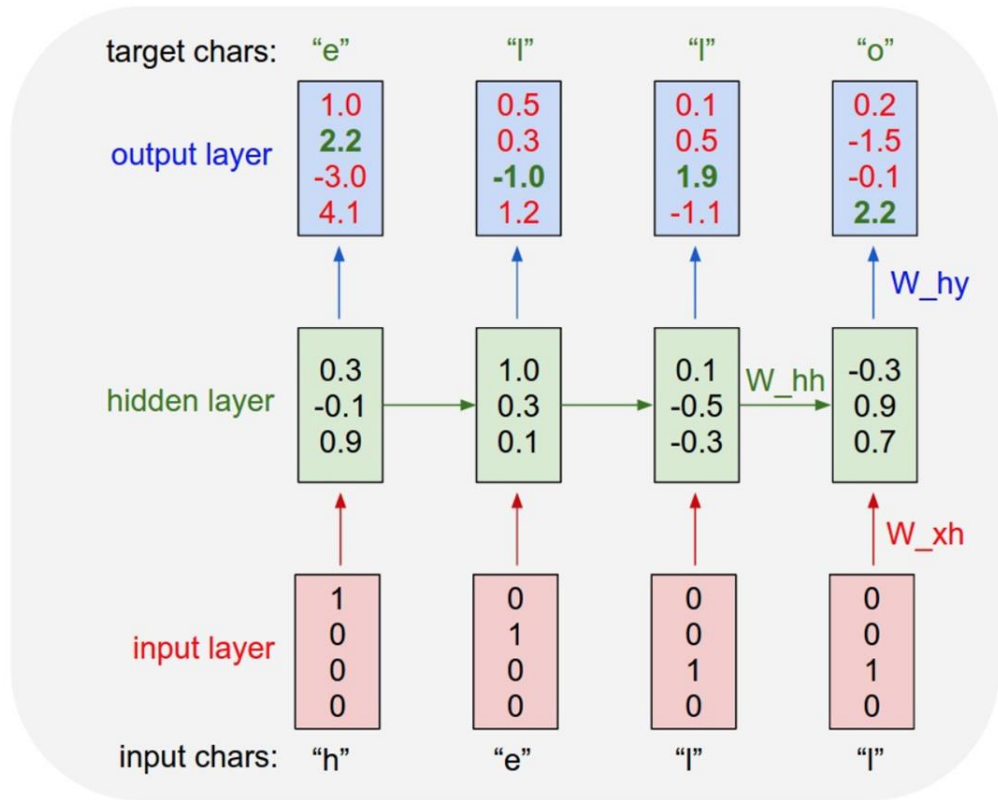 target chars: “e” “l” “l” “o”
1.0 0.5 0.1 0.2
2.2 0.3 0.5 -1.5
output layer
-3.0 -1.0 1.9 -0.1
4.1 1.2 -1.1 2.2
W_hy
0.3 1.0 0.1 -0.3
W_hh
hidden layer -0.1 0.3 -0.5 0.9
0.9 0.1 -0.3 0.7
W_xh
1 0 0 0
0 1 0 0
input layer
0 0 1 1
0 0 0 0
input chars: “h” “e” “l” “l”